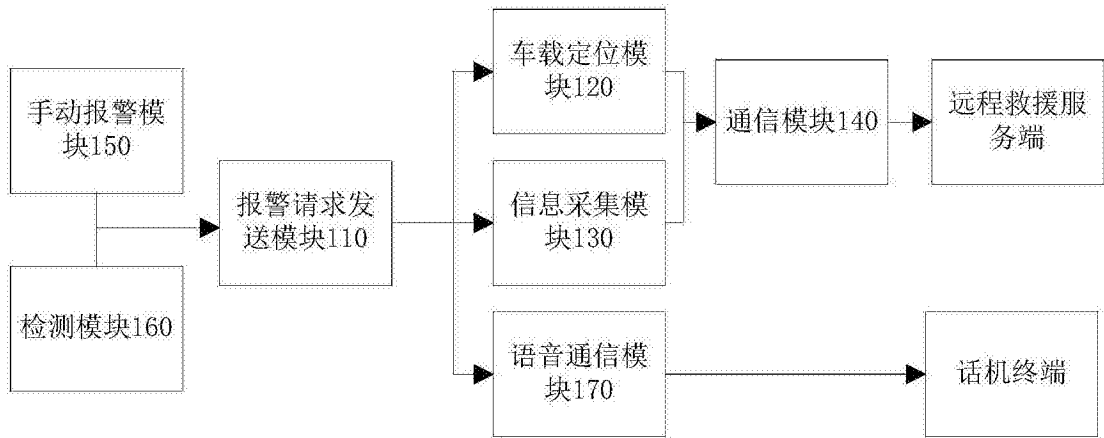 手动报警模
块150
检测模块160
报警请求发
送模块110
车载定位模
块120
信息采集模
块130
语音通信模
块170
通信模块140
远程救援服
务端
话机终端